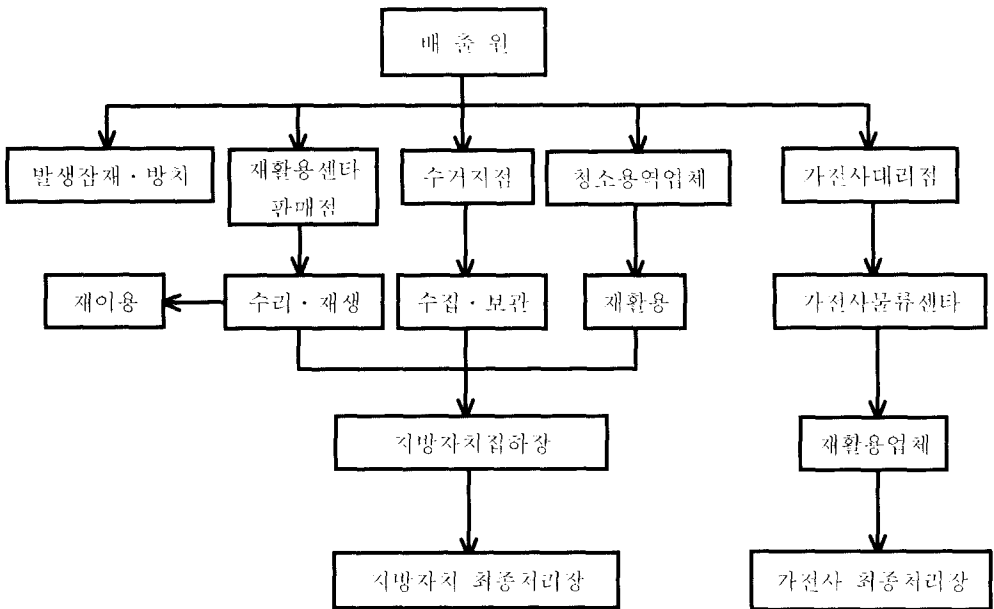 배 출 원
발생잠재·방치
재활용센타
판매점
수거지점
청소용역업체
가전사대리점
재이용
수리·재생
수집·보관
재활용
가전사물류센타
지방자치집하장
재활용업체
지방자치 최종처리장
가전사 최종처리장